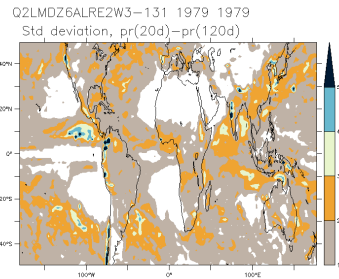 Q2LMDZ6ALRE2W3-131 1979 1979
Std deviation, pr(20d)-pr(120d)
40°N
20°N
0°
20°S
40°S
100°W 0° 100°E
5
4
3
2
1